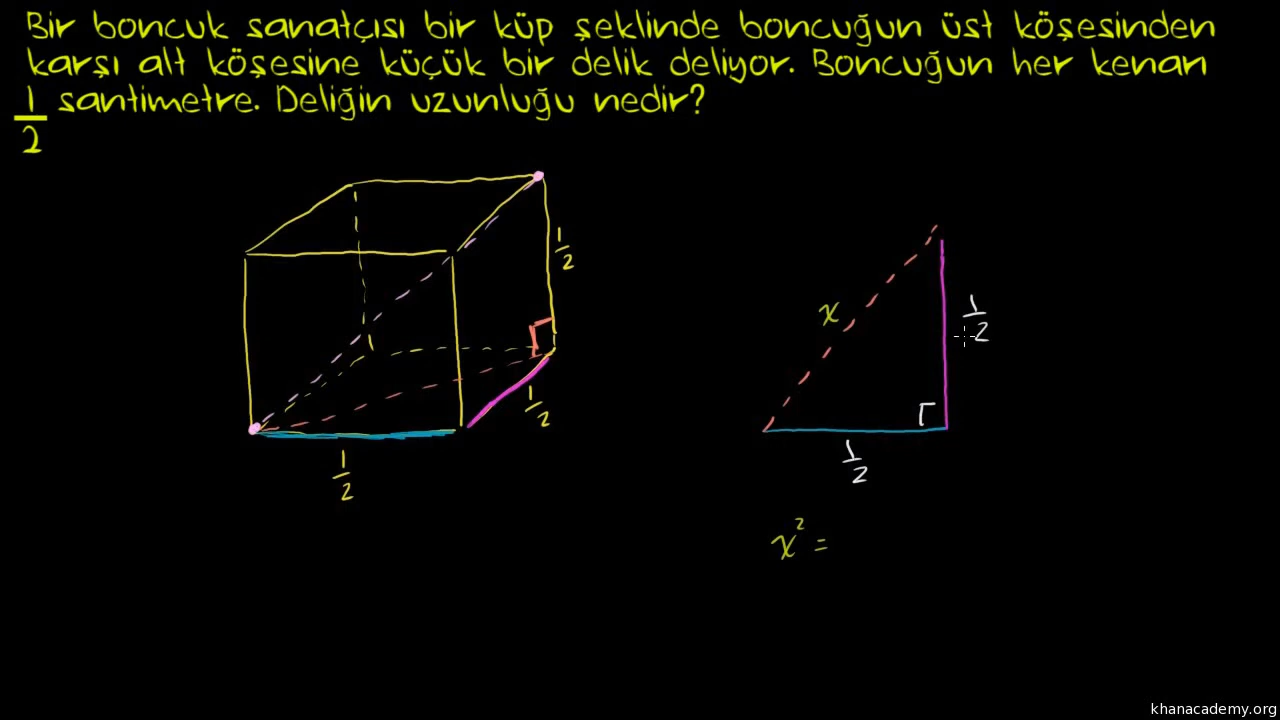 Bir boncuk sanatçısı bir küp şeklinde boncuğun üst köşesinden
karşı alt köşesine küçük bir delik deliyor. Boncuğun her kenarı
1/2 santimetre. Deliğin uzunluğu nedir?
1/2
x
1/2
1/2
1/2
1/2
x² =
khanacademy.org